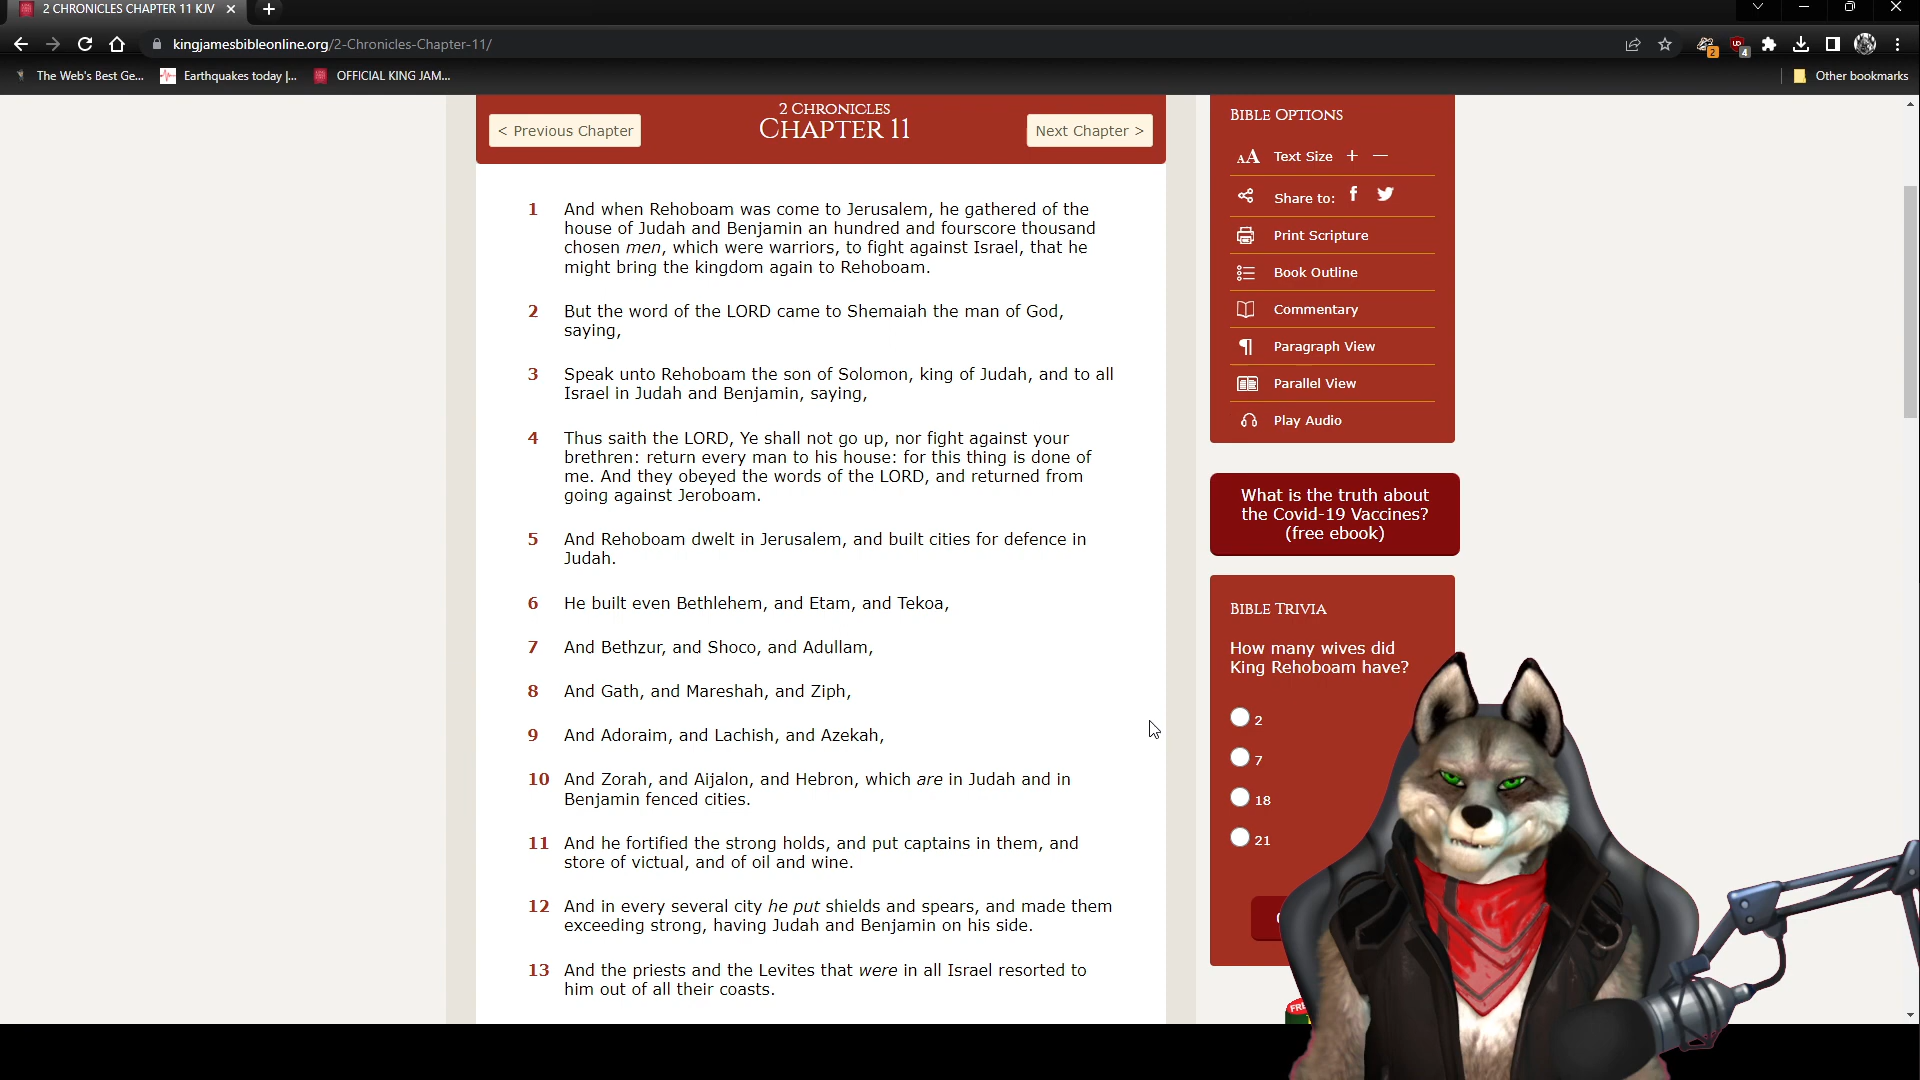 2 CHRONICLES CHAPTER 11 KJV
kingjamesbibleonline.org/2-Chronicles-Chapter-11/
2
4
The Web's Best Ge...
Earthquakes today |...
OFFICIAL KING JAM...
Other bookmarks
< Previous Chapter
2 CHRONICLES
CHAPTER 11
Next Chapter >
1 And when Rehoboam was come to Jerusalem, he gathered of the
house of Judah and Benjamin an hundred and fourscore thousand
chosen men, which were warriors, to fight against Israel, that he
might bring the kingdom again to Rehoboam.
2 But the word of the LORD came to Shemaiah the man of God,
saying,
3 Speak unto Rehoboam the son of Solomon, king of Judah, and to all
Israel in Judah and Benjamin, saying,
4 Thus saith the LORD, Ye shall not go up, nor fight against your
brethren: return every man to his house: for this thing is done of
me. And they obeyed the words of the LORD, and returned from
going against Jeroboam.
5 And Rehoboam dwelt in Jerusalem, and built cities for defence in
Judah.
6 He built even Bethlehem, and Etam, and Tekoa,
7 And Bethzur, and Shoco, and Adullam,
8 And Gath, and Mareshah, and Ziph,
9 And Adoraim, and Lachish, and Azekah,
10 And Zorah, and Aijalon, and Hebron, which are in Judah and in
Benjamin fenced cities.
11 And he fortified the strong holds, and put captains in them, and
store of victual, and of oil and wine.
12 And in every several city he put shields and spears, and made them
exceeding strong, having Judah and Benjamin on his side.
13 And the priests and the Levites that were in all Israel resorted to
him out of all their coasts.
BIBLE OPTIONS
AA Text Size + —
Share to:
Print Scripture
Book Outline
Commentary
Paragraph View
Parallel View
Play Audio
What is the truth about
the Covid-19 Vaccines?
(free ebook)
BIBLE TRIVIA
How many wives did
King Rehoboam have?
2
7
18
21